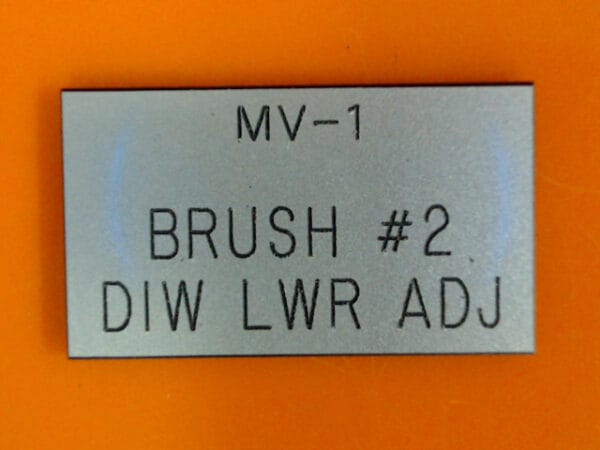 MV-1
BRUSH #2
DIW LWR ADJ